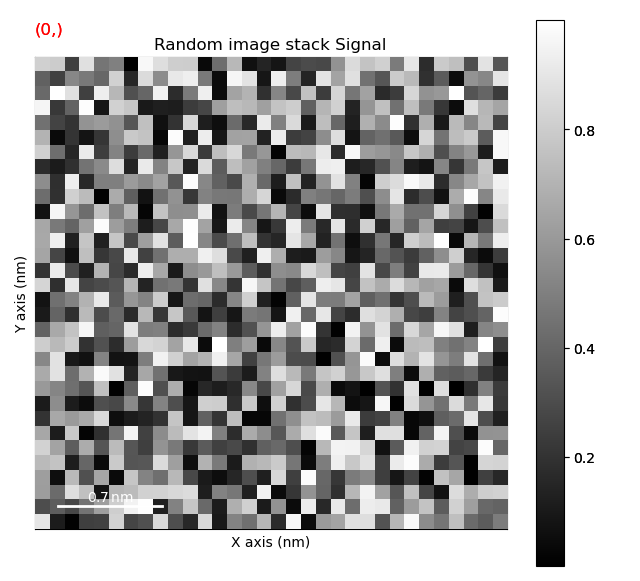 (0,)
Random image stack Signal
0.8
0.6
0.4
0.2
Y axis (nm)
0.7 nm
X axis (nm)